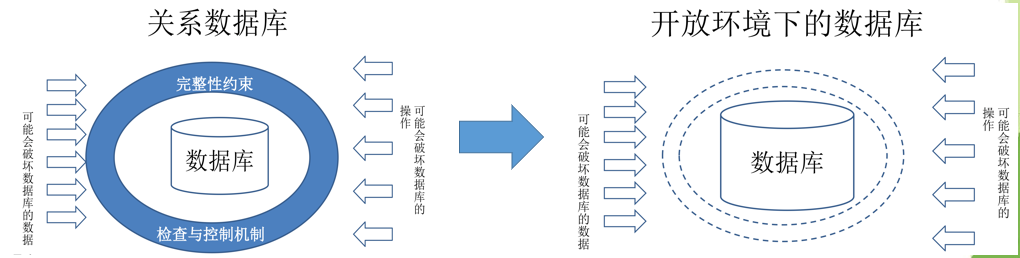 关系数据库
开放环境下的数据库
完整性约束
数据库
检查与控制机制
可能会破坏数据库的数据
可能会破坏数据库的
操作
数据库
可能会破坏数据库的数据
可能会破坏数据库的
操作